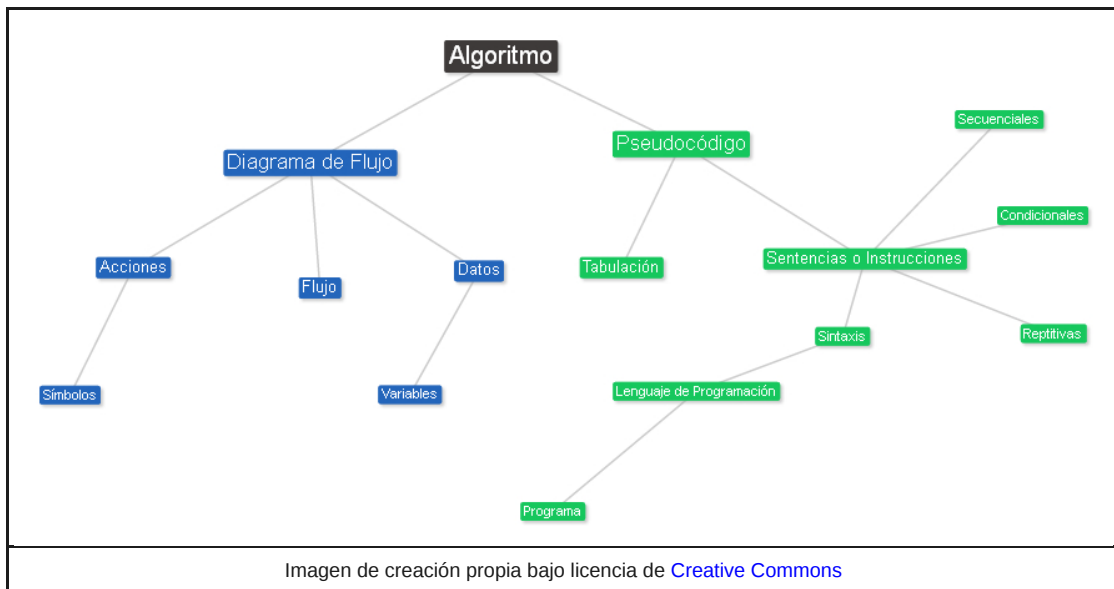 Algoritmo
Diagrama de Flujo
Pseudocódigo
Secuenciales
Condicionales
Acciones
Flujo
Datos
Tabulación
Sentencias o Instrucciones
Sintaxis
Reptitivas
Símbolos
Variables
Lenguaje de Programación
Programa
Imagen de creación propia bajo licencia de Creative Commons